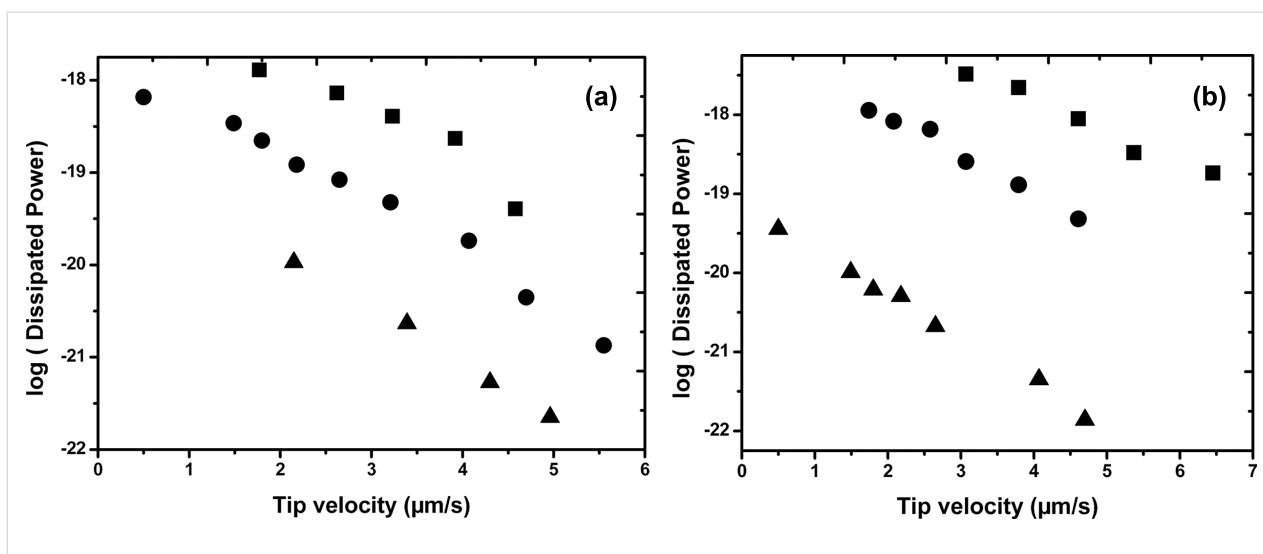 (a)
log ( Dissipated Power)
-18
-19
-20
-21
-22
0 1 2 3 4 5 6
Tip velocity (µm/s)
(b)
log ( Dissipated Power)
-18
-19
-20
-21
-22
0 1 2 3 4 5 6 7
Tip velocity (µm/s)